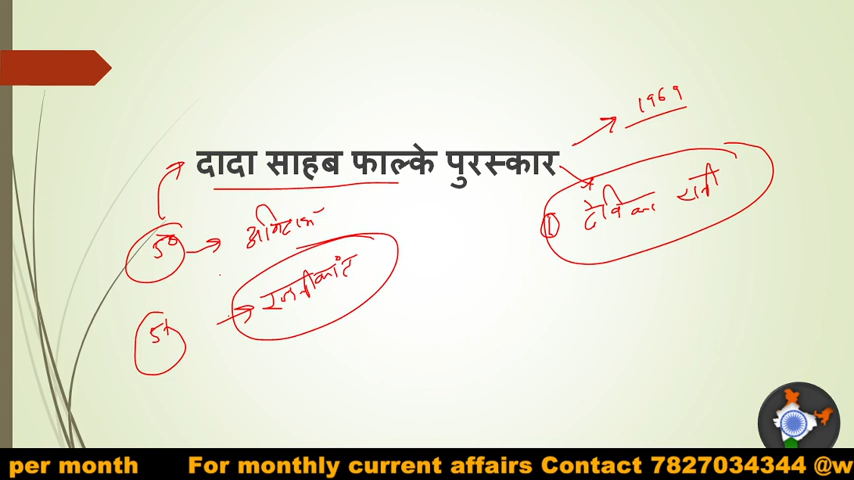 1969
दादा साहब फाल्के पुरस्कार
① देविका रानी
50 → अमिताभ
51 → रजनीकांत
per month For monthly current affairs Contact 7827034344 @w